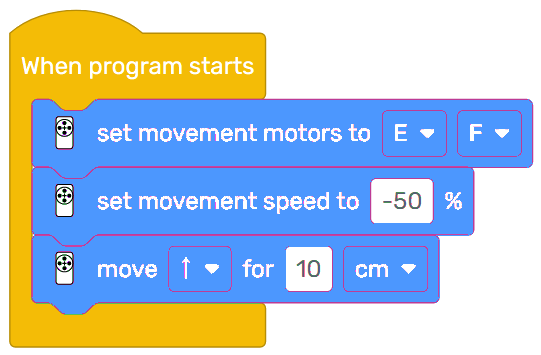 When program starts
set movement motors to E F
set movement speed to -50 %
move ↑ for 10 cm